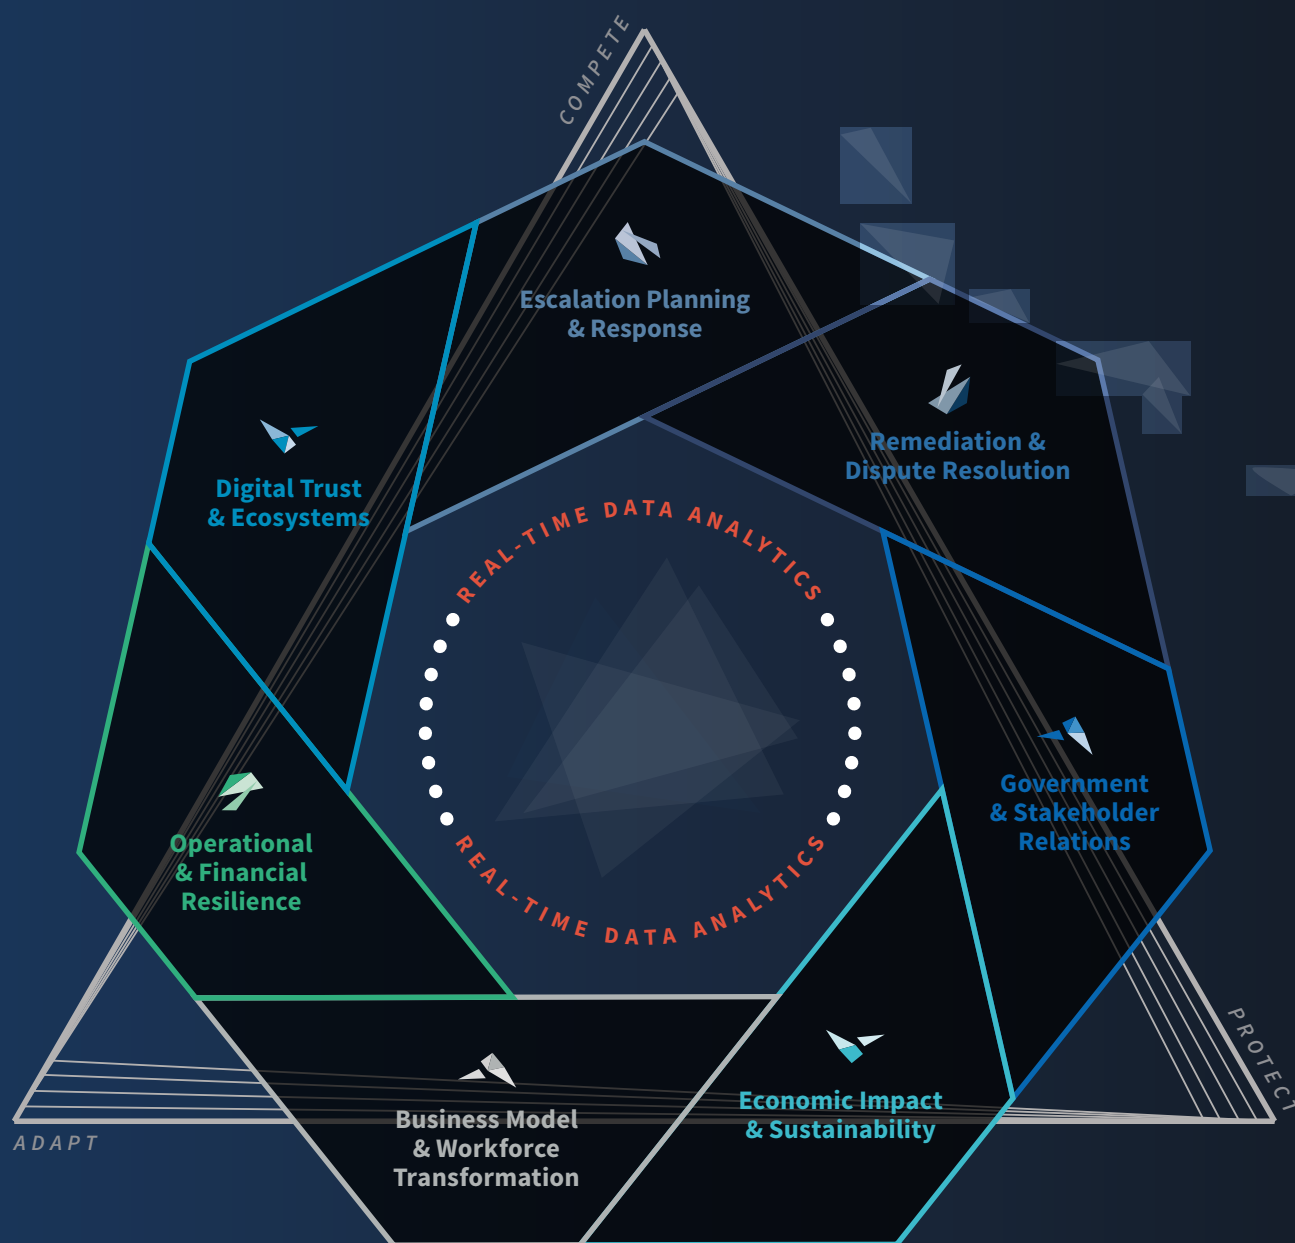 COMPETE
Escalation Planning
& Response
Remediation &
Dispute Resolution
Digital Trust
& Ecosystems
REAL-TIME DATA ANALYTICS
Government
& Stakeholder
Relations
Operational
& Financial
Resilience
REAL-TIME DATA ANALYTICS
PROTECT
Economic Impact
& Sustainability
Business Model
& Workforce
Transformation
ADAPT